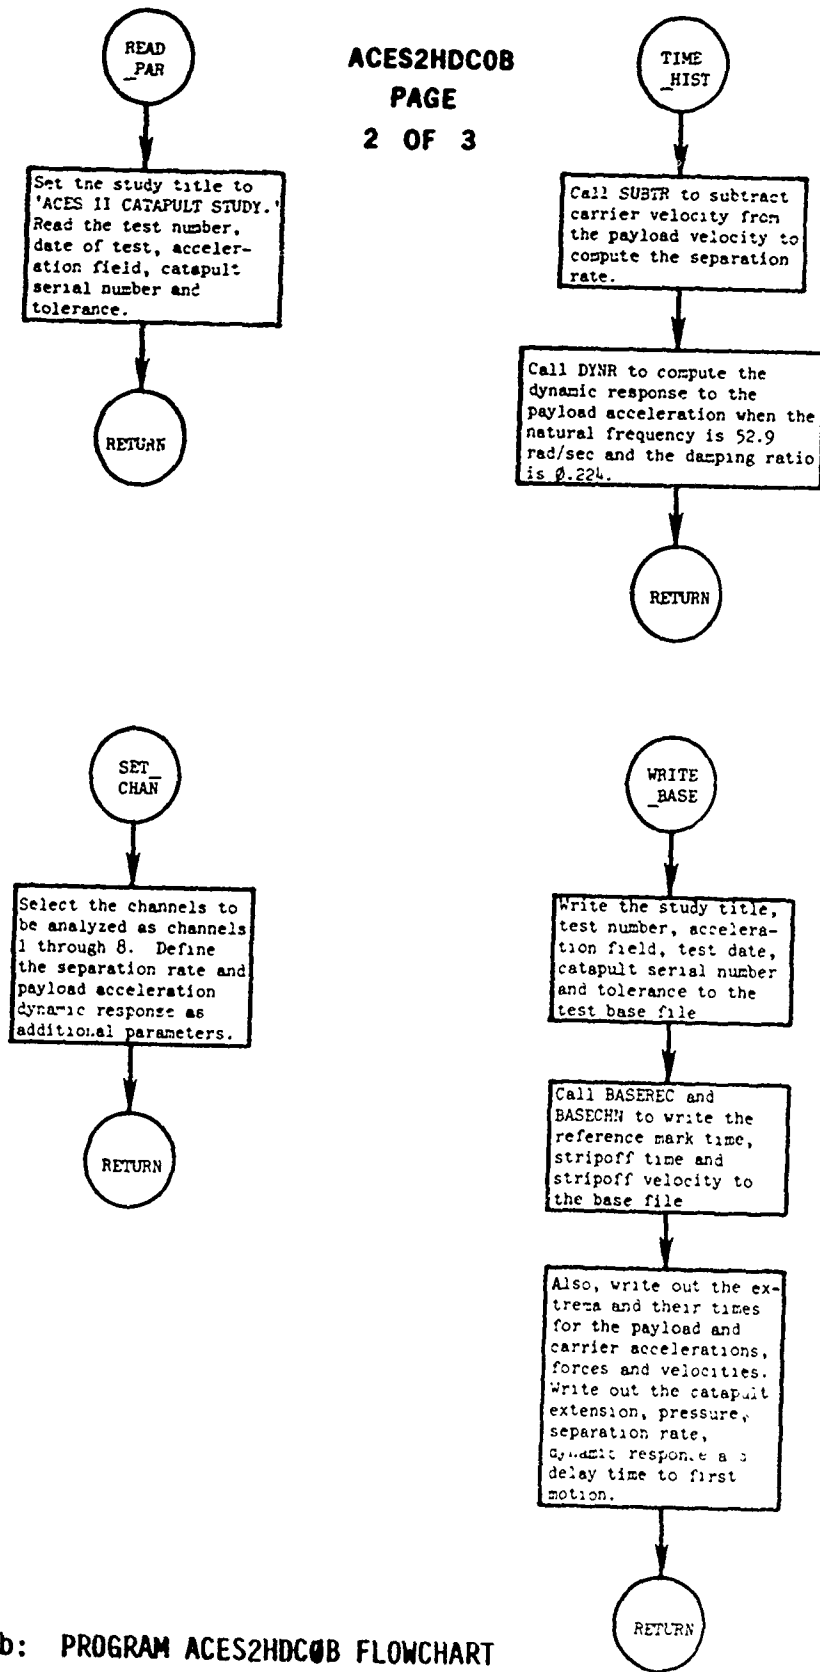 ACES2HDC0B
PAGE
2 OF 3
READ
_PAR
Set the study title to
'ACES II CATAPULT STUDY.'
Read the test number,
date of test, acceler-
ation field, catapult
serial number and
tolerance.
RETURN
TIME
_HIST
Call SUBTR to subtract
carrier velocity from
the payload velocity to
compute the separation
rate.
Call DYNR to compute the
dynamic response to the
payload acceleration when the
natural frequency is 52.9
rad/sec and the damping ratio
is Ø.224.
RETURN
SET_
CHAN
Select the channels to
be analyzed as channels
1 through 8. Define
the separation rate and
payload acceleration
dynamic response as
additional parameters.
RETURN
WRITE
_BASE
Write the study title,
test number, accelera-
tion field, test date,
catapult serial number
and tolerance to the
test base file
Call BASEREC and
BASECHN to write the
reference mark time,
stripoff time and
stripoff velocity to
the base file
Also, write out the ex-
trema and their times
for the payload and
carrier accelerations,
forces and velocities.
Write out the catapult
extension, pressure,
separation rate,
dynamic response
delay time to first
motion.
RETURN
b: PROGRAM ACES2HDCØB FLOWCHART